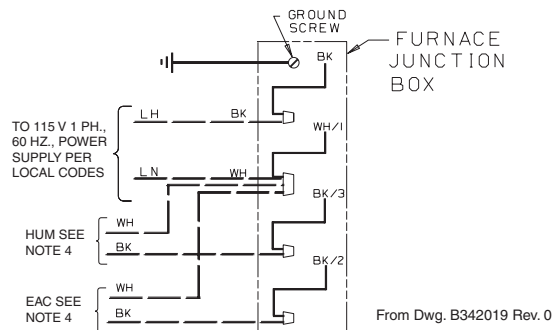 GROUND
SCREW
BK
FURNACE
JUNCTION
BOX
LH
BK
TO 115 V 1 PH.,
60 HZ., POWER
SUPPLY PER
LOCAL CODES
WH/1
LN
WH
BK/3
WH
HUM SEE
NOTE 4
BK
BK/2
WH
EAC SEE
NOTE 4
BK
From Dwg. B342019 Rev. 0